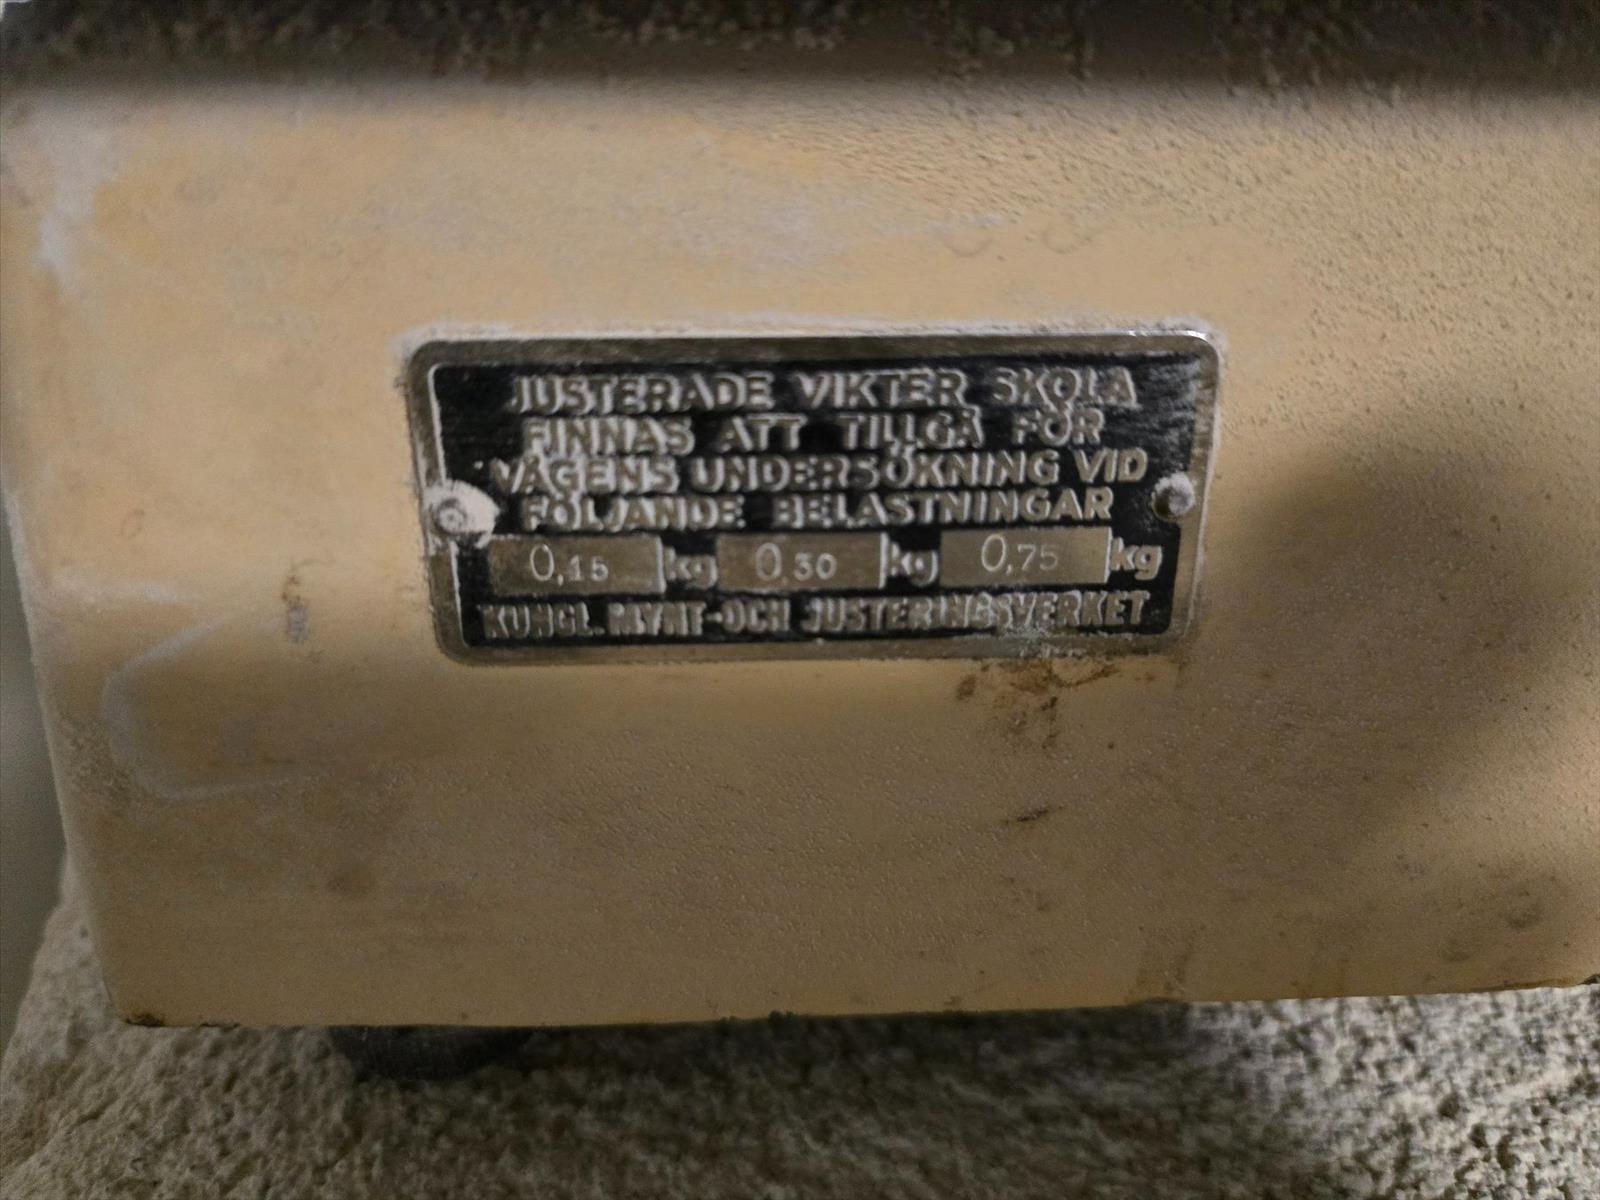 JUSTERADE VIKTER SKOLA
FINNAS ATT TILLGÅ FÖR
VÅGENS UNDERSÖKNING VID
FÖLJANDE BELASTNINGAR
0,15 kg 0,30 kg 0,75 kg
KUNGL. MYNT-OCH JUSTERINGSVERKET